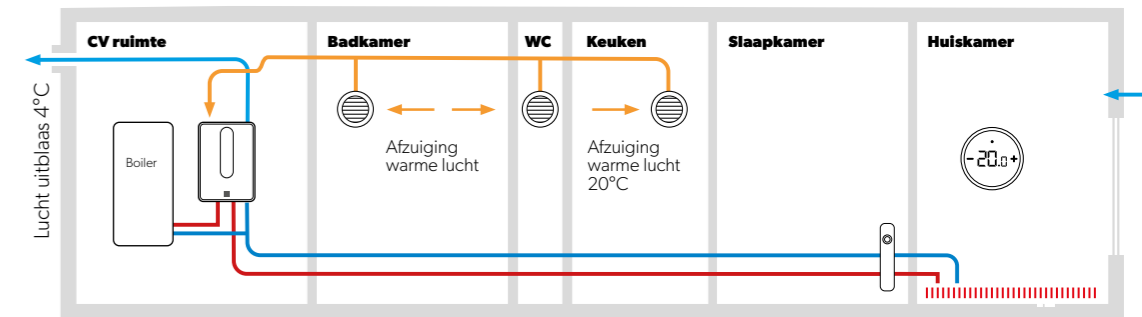 CV ruimte
Badkamer
WC
Keuken
Slaapkamer
Huiskamer
Lucht uitblaas 4°C
Boiler
Afzuiging
warme lucht
Afzuiging
warme lucht
20°C
-20.0+